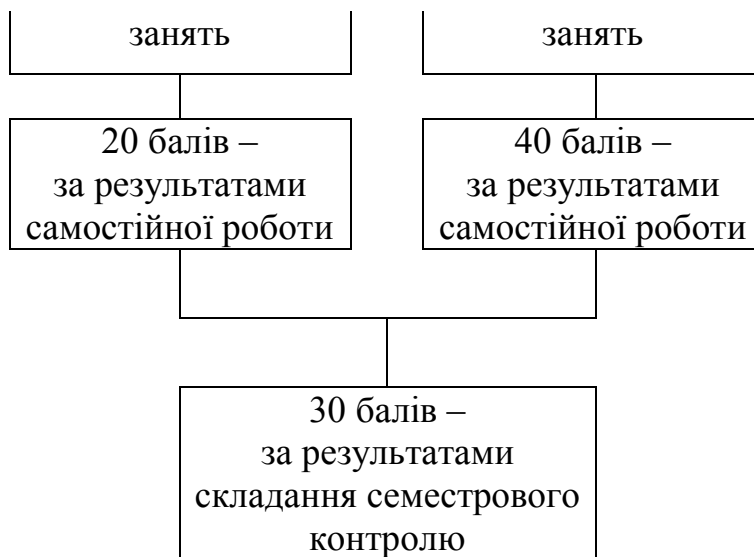 занять
занять
20 балів –
за результатами
самостійної роботи
40 балів –
за результатами
самостійної роботи
30 балів –
за результатами
складання семестрового
контролю